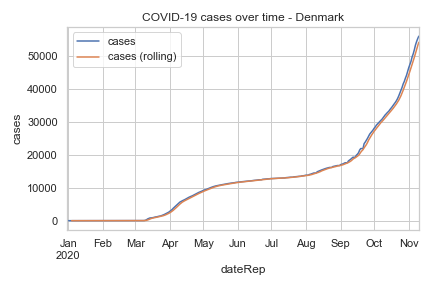 COVID-19 cases over time - Denmark
cases
cases (rolling)
50000
40000
30000
20000
10000
0
cases
Jan Feb Mar Apr May Jun Jul Aug Sep Oct Nov
2020
dateRep